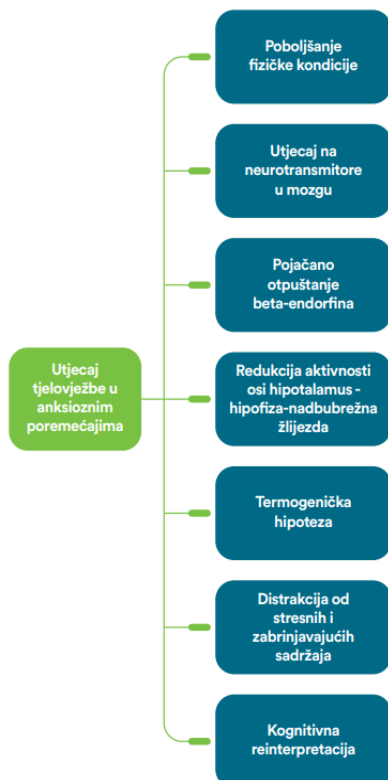 Poboljšanje
fizičke kondicije
Utjecaj na
neurotransmitore
u mozgu
Pojačano
otpuštanje
beta-endorfina
Utjecaj
tjelovježbe u
anksioznim
poremećajima
Redukcija aktivnosti
osi hipotalamus -
hipofiza-nadbubrežna
žlijezda
Termogenička
hipoteza
Distrakcija od
stresnih i
zabrinjavajućih
sadržaja
Kognitivna
reinterpretacija